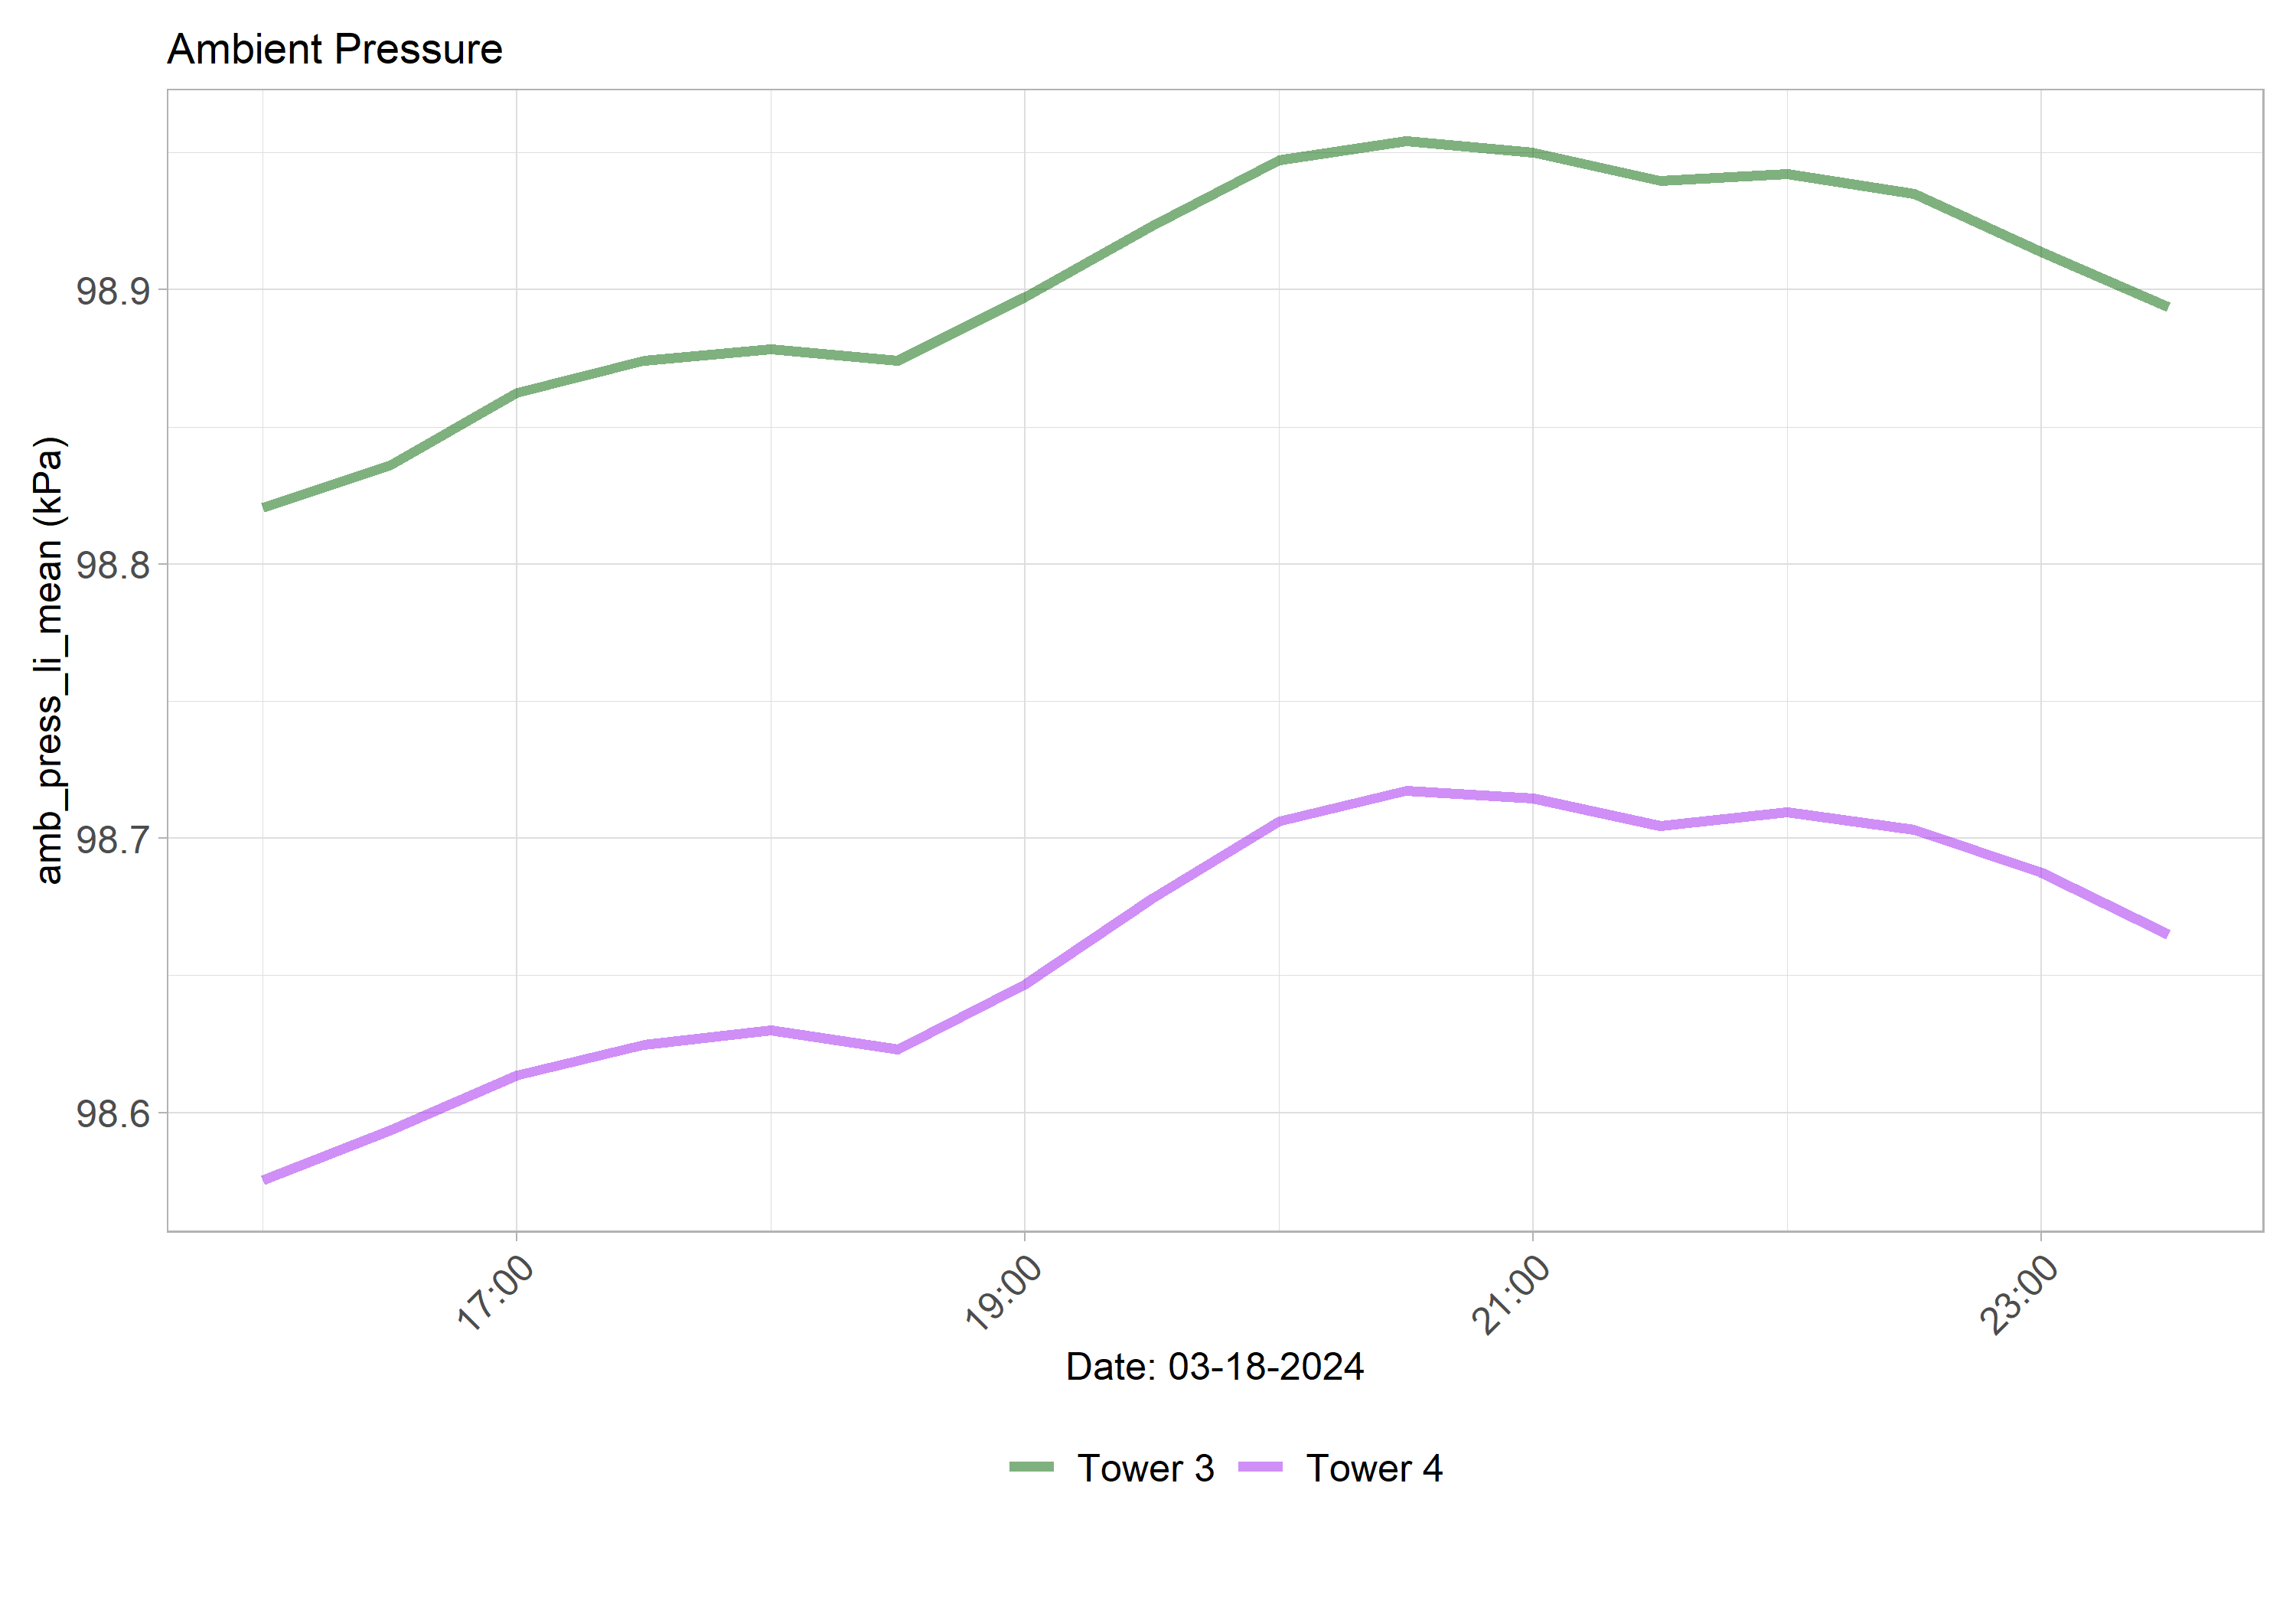 Ambient Pressure
amb_press_li_mean (kPa)
98.9
98.8
98.7
98.6
17:00
19:00
21:00
23:00
Date: 03-18-2024
Tower 3
Tower 4